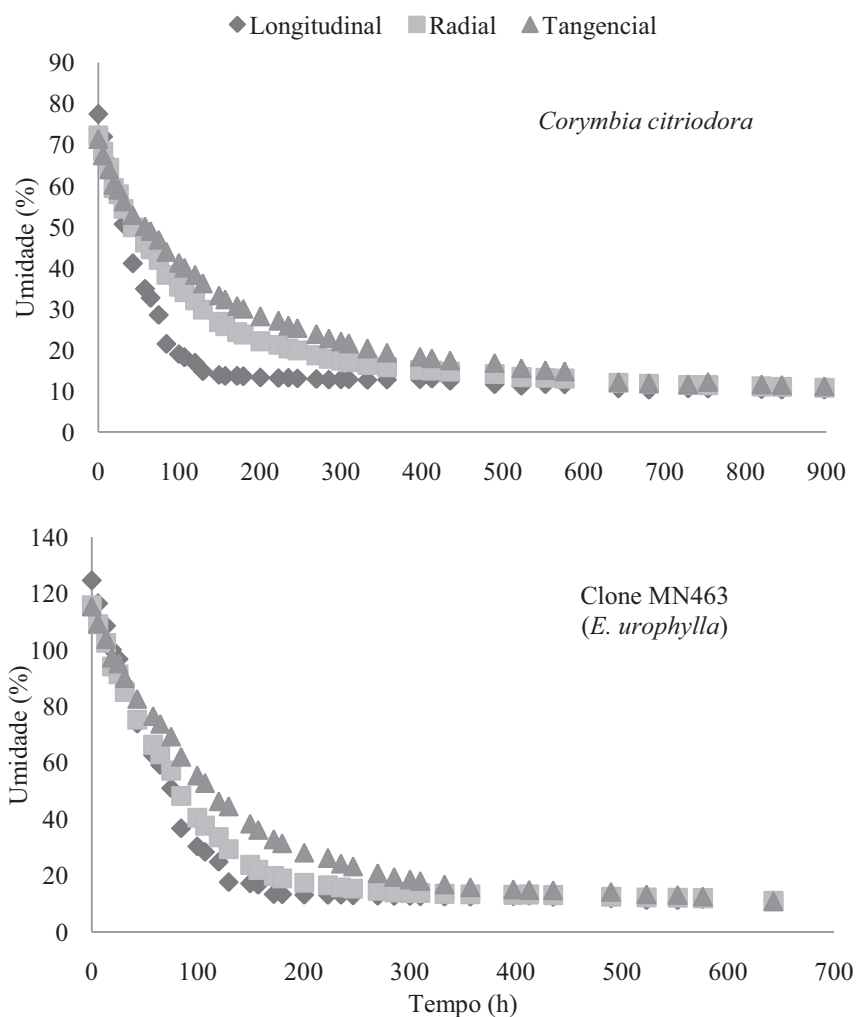 Longitudinal Radial Tangencial
90
80
70
60
50
40
30
20
10
0
Umidade (%)
Corymbia citriodora
0 100 200 300 400 500 600 700 800 900
140
120
100
80
60
40
20
0
Umidade (%)
Clone MN463
(E. urophylla)
0 100 200 300 400 500 600 700
Tempo (h)